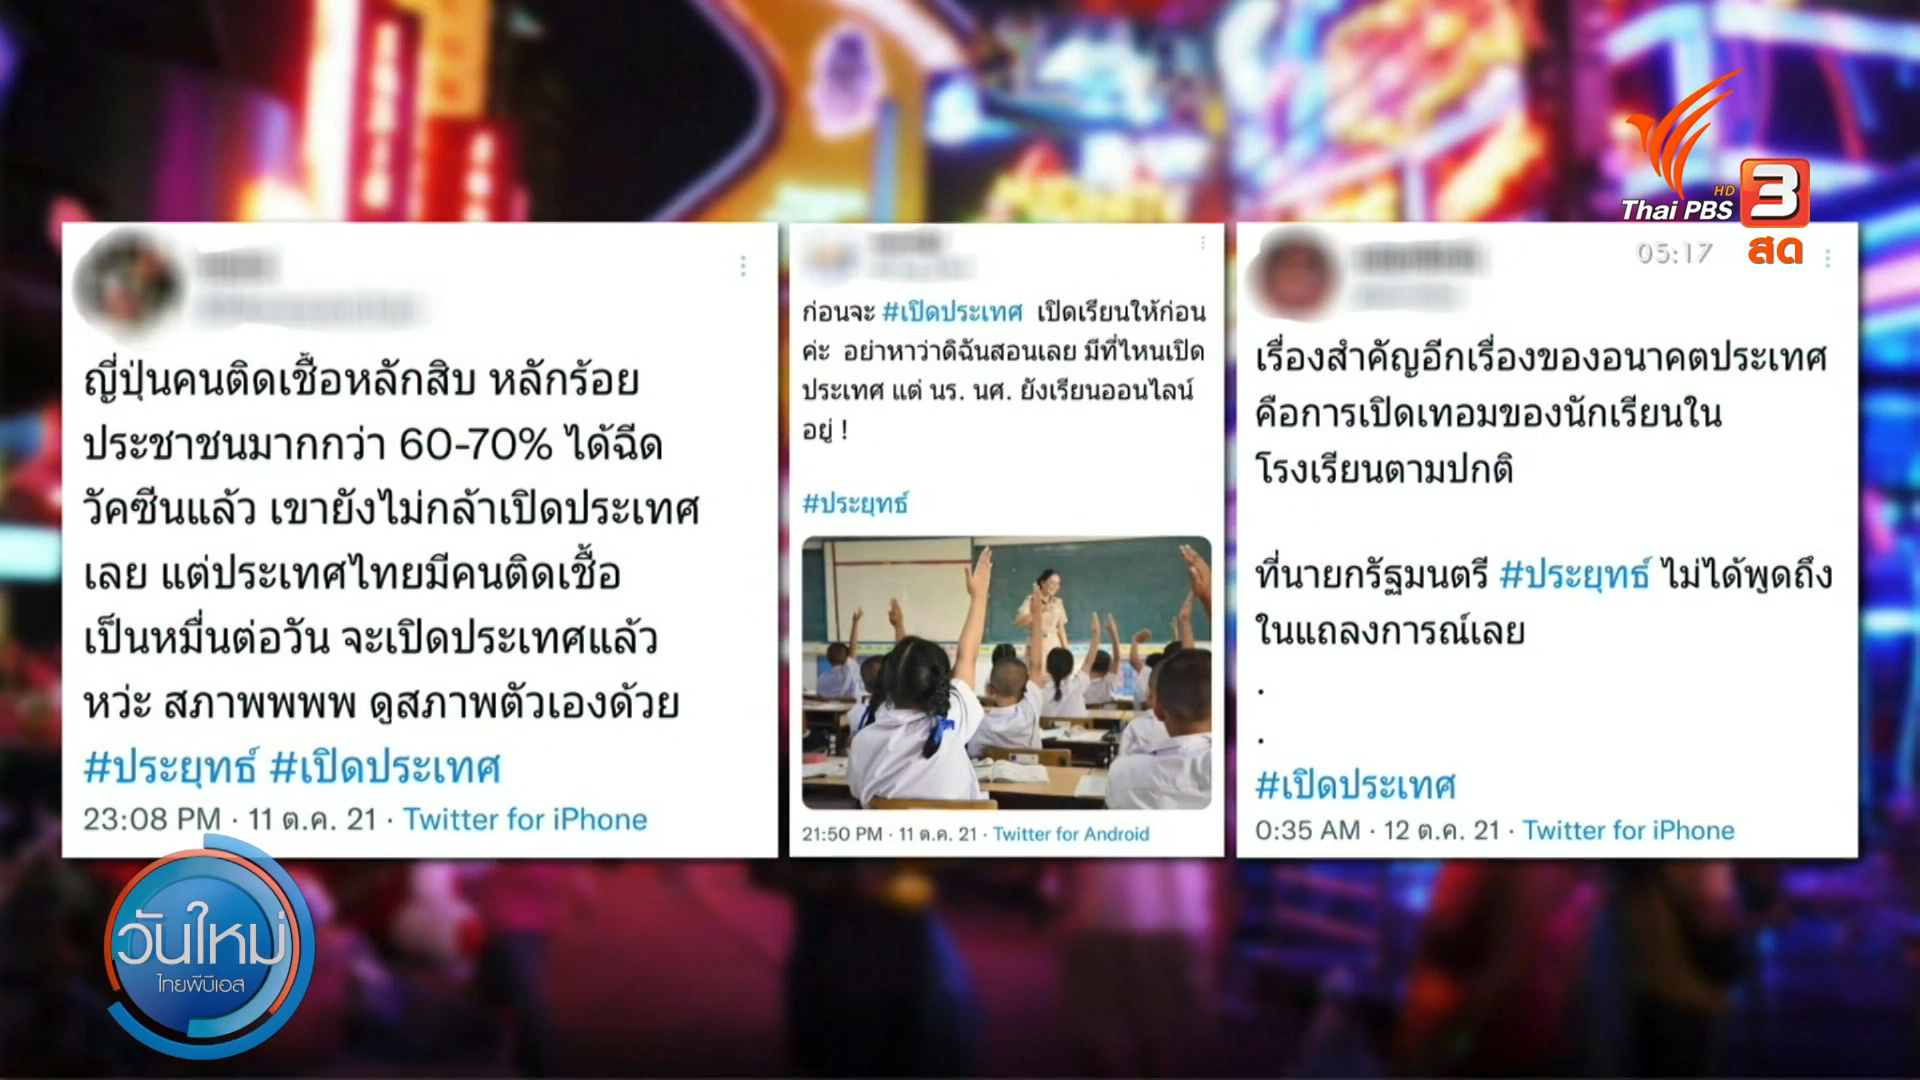 HD
Thai PBS 3
05:17 สด
ญี่ปุ่นคนติดเชื้อหลักสิบ หลักร้อย
ประชาชนมากกว่า 60-70% ได้ฉีด
วัคซีนแล้ว เขายังไม่กล้าเปิดประเทศ
เลย แต่ประเทศไทยมีคนติดเชื้อ
เป็นหมื่นต่อวัน จะเปิดประเทศแล้ว
หว่ะ สภาพพพพ ดูสภาพตัวเองด้วย
#ประยุทธ์ #เปิดประเทศ
23:08 PM · 11 ต.ค. 21 · Twitter for iPhone
ก่อนจะ #เปิดประเทศ เปิดเรียนให้ก่อน
ค่ะ อย่าหาว่าดิฉันสอนเลย มีที่ไหนเปิด
ประเทศ แต่ นร. นศ. ยังเรียนออนไลน์
อยู่ !
#ประยุทธ์
21:50 PM · 11 ต.ค. 21 · Twitter for Android
เรื่องสำคัญอีกเรื่องของอนาคตประเทศ
คือการเปิดเทอมของนักเรียนใน
โรงเรียนตามปกติ
ที่นายกรัฐมนตรี #ประยุทธ์ ไม่ได้พูดถึง
ในแถลงการณ์เลย
.
.
#เปิดประเทศ
0:35 AM · 12 ต.ค. 21 · Twitter for iPhone
วันใหม่
ไทยพีบีเอส